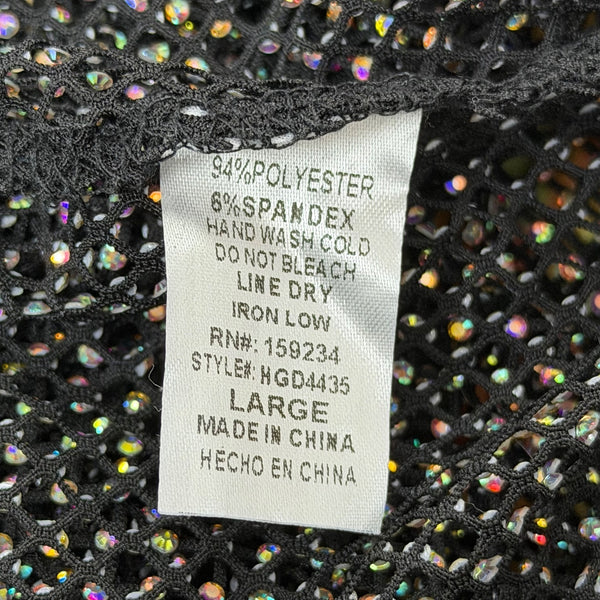 94%POLYESTER
6%SPANDEX
HAND WASH COLD
DO NOT BLEACH
LINE DRY
IRON LOW
RN#: 159234
STYLE#: HGD4435
LARGE
MADE IN CHINA
HECHO EN CHINA